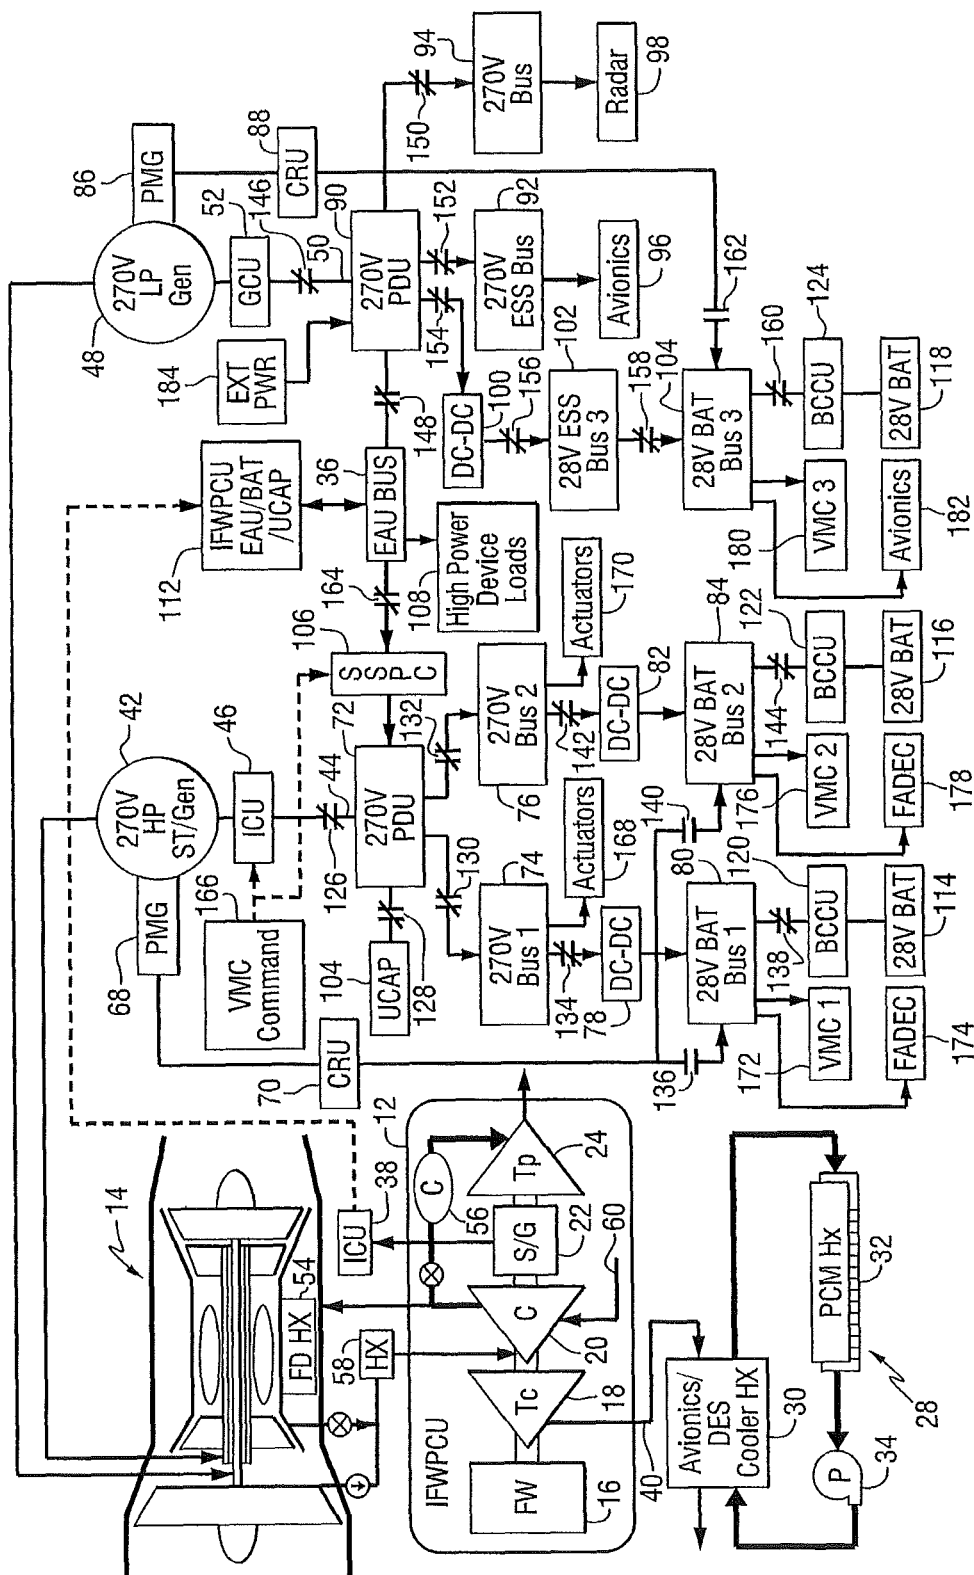 14
54
FD HX
58
HX
38
ICU
12
IFWPCU
FW
16
Tc
18
C
20
S/G
22
Tp
24
C
56
60
40
Avionics/
DES
Cooler HX
30
PCM Hx
32
28
P
34
68
PMG
270V
HP
ST/Gen
42
166
VMC
Command
ICU
46
70
CRU
126
44
72
270V
PDU
104
UCAP
128
130
132
106
S
S
P
C
164
112
IFWPCU
EAU/BAT
/UCAP
36
EAU BUS
108
High Power
Device
Loads
148
184
EXT
PWR
48
270V
LP
Gen
86
PMG
52
GCU
146
88
CRU
50
90
270V
PDU
150
94
270V
Bus
Radar
98
152
154
92
270V
ESS Bus
Avionics
96
DC-DC
100
156
102
28V ESS
Bus 3
158
74
270V
Bus 1
134
Actuators
168
78
DC-DC
270V
Bus 2
76
142
Actuators
170
DC-DC
82
136
140
80
28V BAT
Bus 1
84
28V BAT
Bus 2
104
28V BAT
Bus 3
162
172
VMC 1
138
120
BCCU
FADEC
174
28V BAT
114
176
VMC 2
144
122
BCCU
FADEC
178
28V BAT
116
180
VMC 3
160
124
BCCU
Avionics
182
28V BAT
118